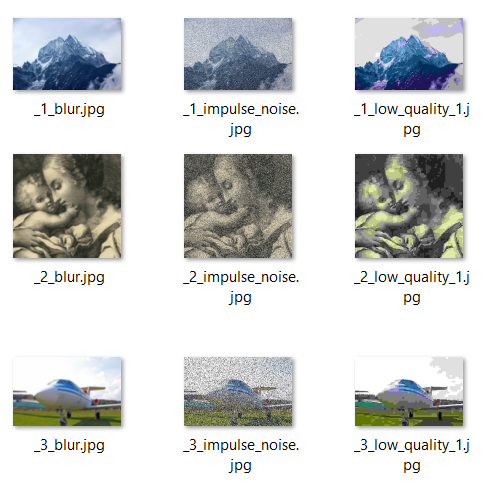 _1_blur.jpg
_1_impulse_noise.
jpg
_1_low_quality_1.j
pg
_2_blur.jpg
_2_impulse_noise.
jpg
_2_low_quality_1.j
pg
_3_blur.jpg
_3_impulse_noise.
jpg
_3_low_quality_1.j
pg